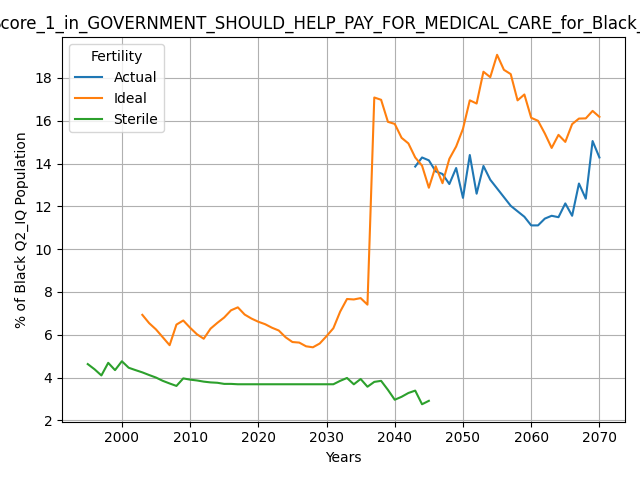 score_1_in_GOVERNMENT_SHOULD_HELP_PAY_FOR_MEDICAL_CARE_for_Black_
Fertility
Actual
Ideal
Sterile
% of Black Q2_IQ Population
18
16
14
12
10
8
6
4
2
2000 2010 2020 2030 2040 2050 2060 2070
Years